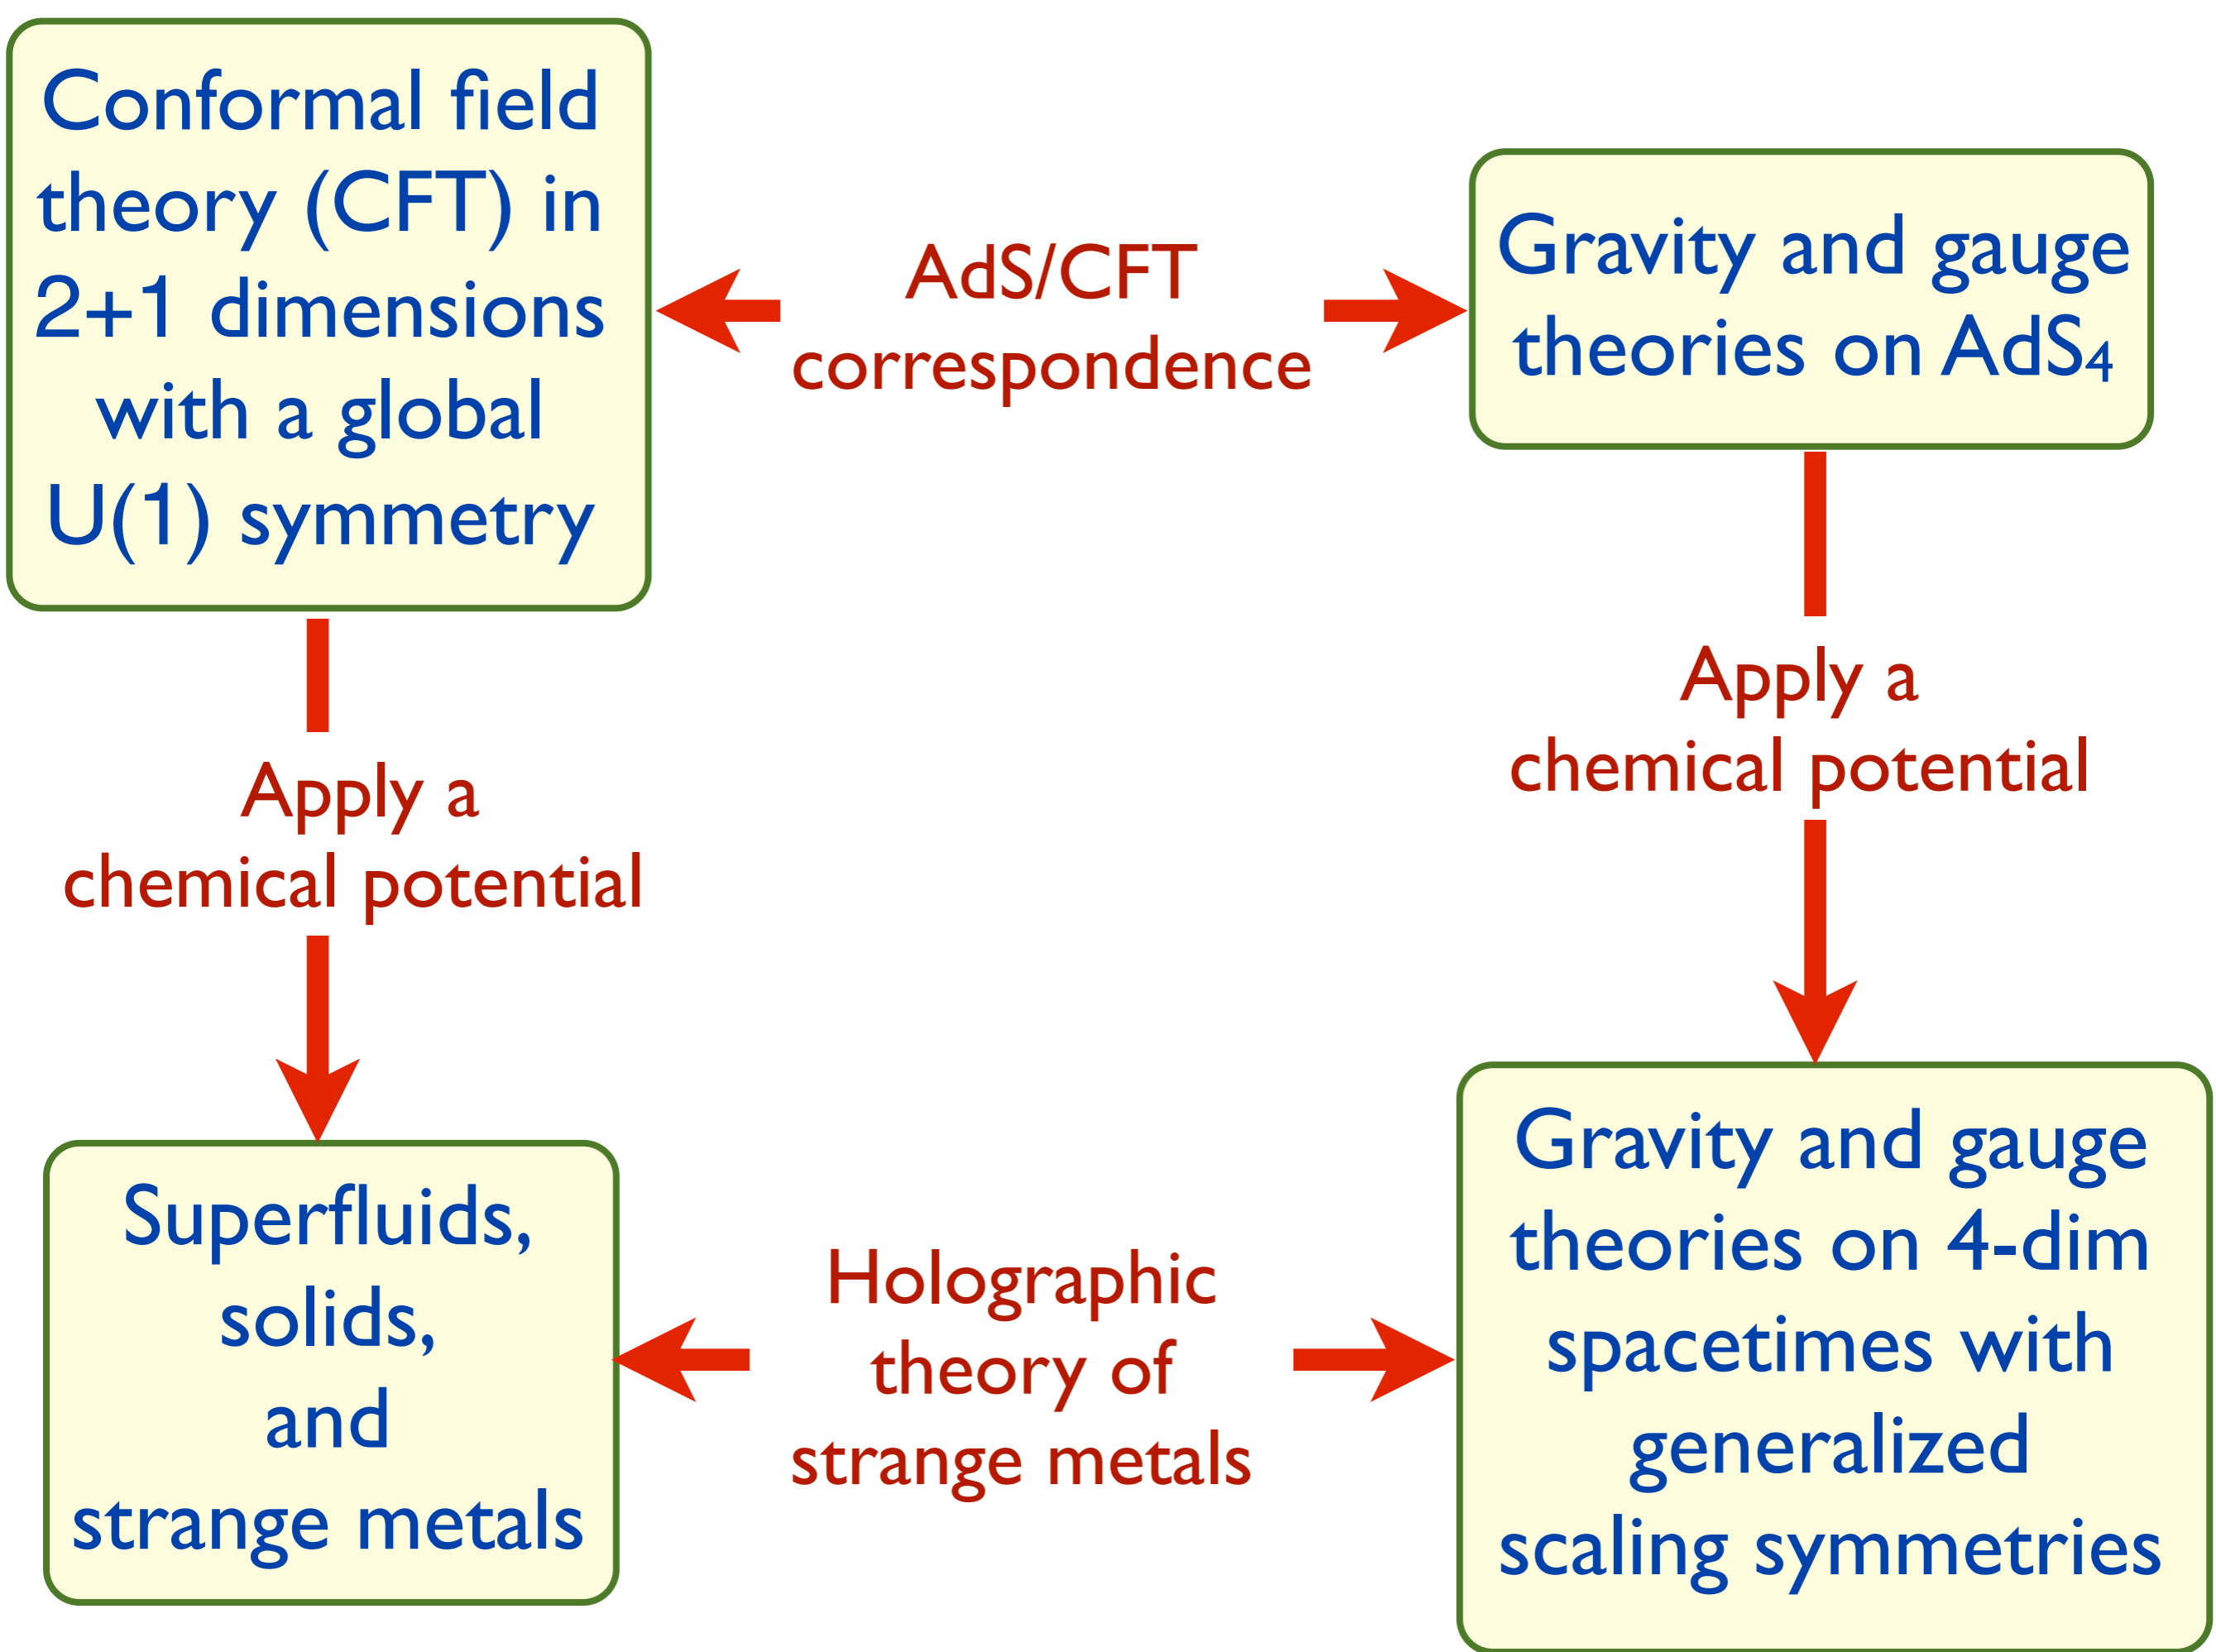 Conformal field
theory (CFT) in
2+1 dimensions
with a global
U(1) symmetry
AdS/CFT
correspondence
Gravity and gauge
theories on AdS₄
Apply a
chemical potential
Apply a
chemical potential
Superfluids,
solids,
and
strange metals
Holographic
theory of
strange metals
Gravity and gauge
theories on 4-dim
spacetimes with
generalized
scaling symmetries